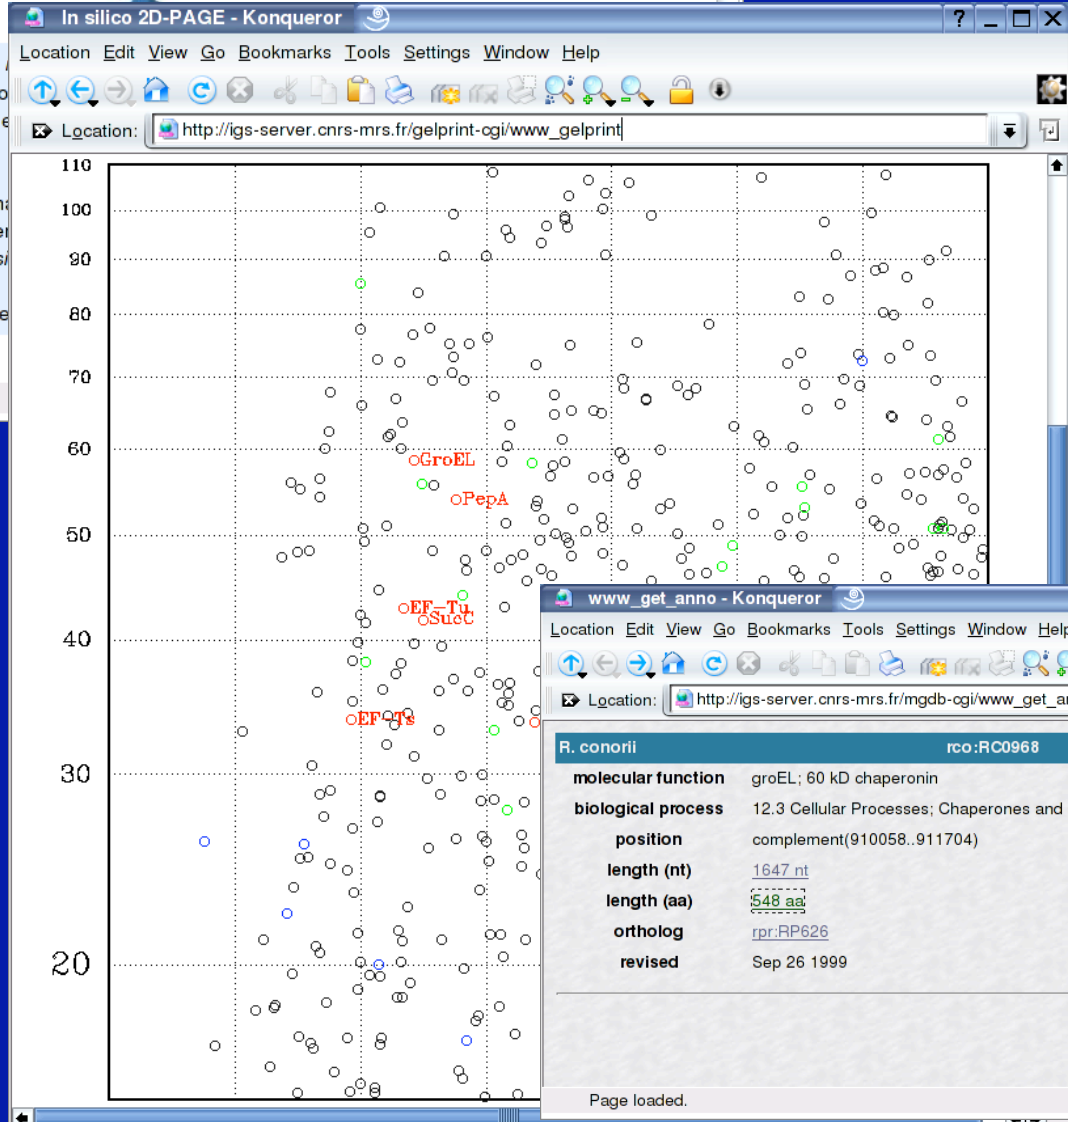 In silico 2D-PAGE - Konqueror
Location Edit View Go Bookmarks Tools Settings Window Help
Location: http://igs-server.cnrs-mrs.fr/gelprint-cgi/www_gelprint
110
100
90
80
70
60
50
40
30
20
GroEL
PepA
EF-Tu
SucC
EF-Ts
www_get_anno - Konqueror
Location Edit View Go Bookmarks Tools Settings Window Help
Location: http://igs-server.cnrs-mrs.fr/mgdb-cgi/www_get_an
R. conorii rco:RC0968
molecular function groEL; 60 kD chaperonin
biological process 12.3 Cellular Processes; Chaperones and
position complement(910058..911704)
length (nt) 1647 nt
length (aa) 548 aa
ortholog rpr:RP626
revised Sep 26 1999
Page loaded.